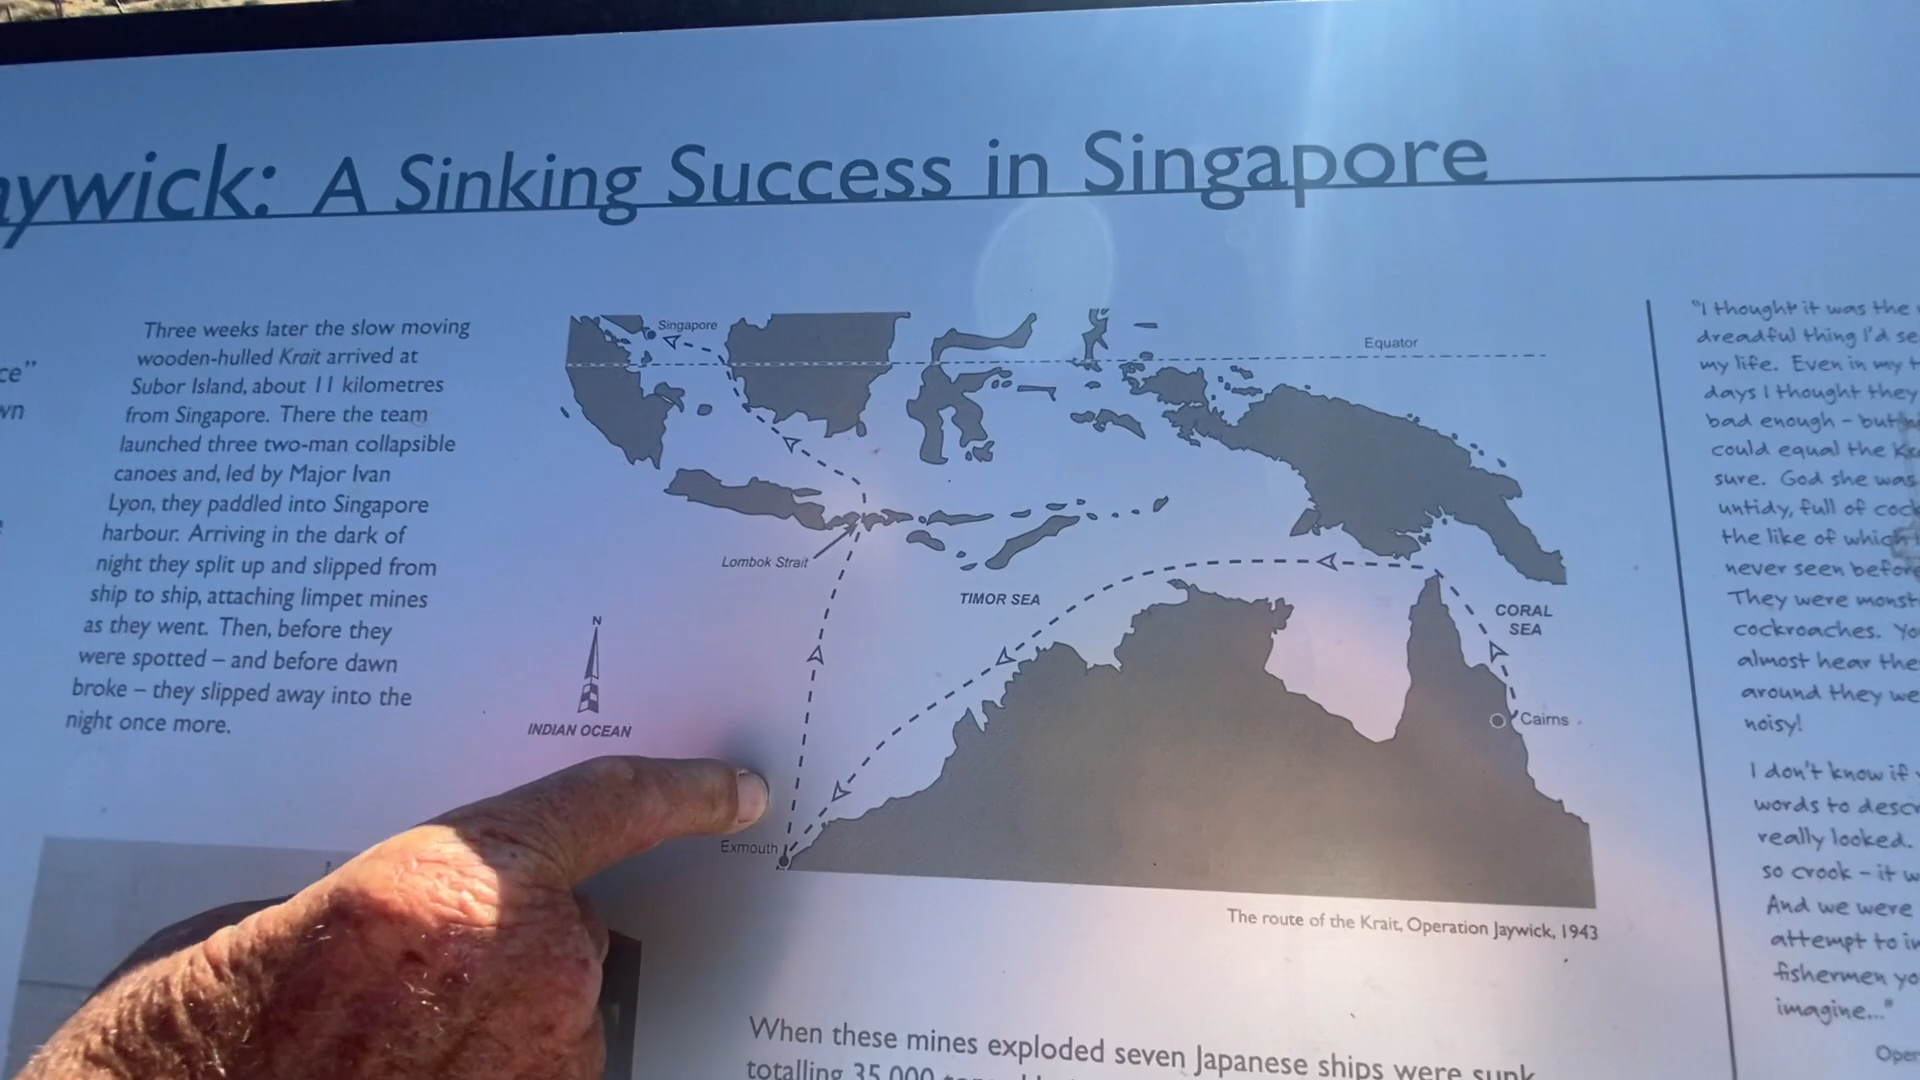 aywick: A Sinking Success in Singapore
ce"
wn
Three weeks later the slow moving
wooden-hulled Krait arrived at
Subor Island, about 11 kilometres
from Singapore. There the team
launched three two-man collapsible
canoes and, led by Major Ivan
Lyon, they paddled into Singapore
harbour. Arriving in the dark of
night they split up and slipped from
ship to ship, attaching limpet mines
as they went. Then, before they
were spotted – and before dawn
broke – they slipped away into the
night once more.
Singapore
Equator
Lombok Strait
TIMOR SEA
CORAL
SEA
N
INDIAN OCEAN
Cairns
Exmouth
The route of the Krait, Operation Jaywick, 1943
When these mines exploded seven Japanese ships were sunk
totalling 35,000
"I thought it was the
dreadful thing I'd se
my life. Even in my
days I thought they
bad enough – but
could equal the
sure. God she was
untidy, full of
the like of which
never seen before
They were
cockroaches.
almost hear
around they we
noisy!
I don't know if
words to
really looked.
so crook – it w
And we were
attempt to
fishermen yo
imagine..."
Oper